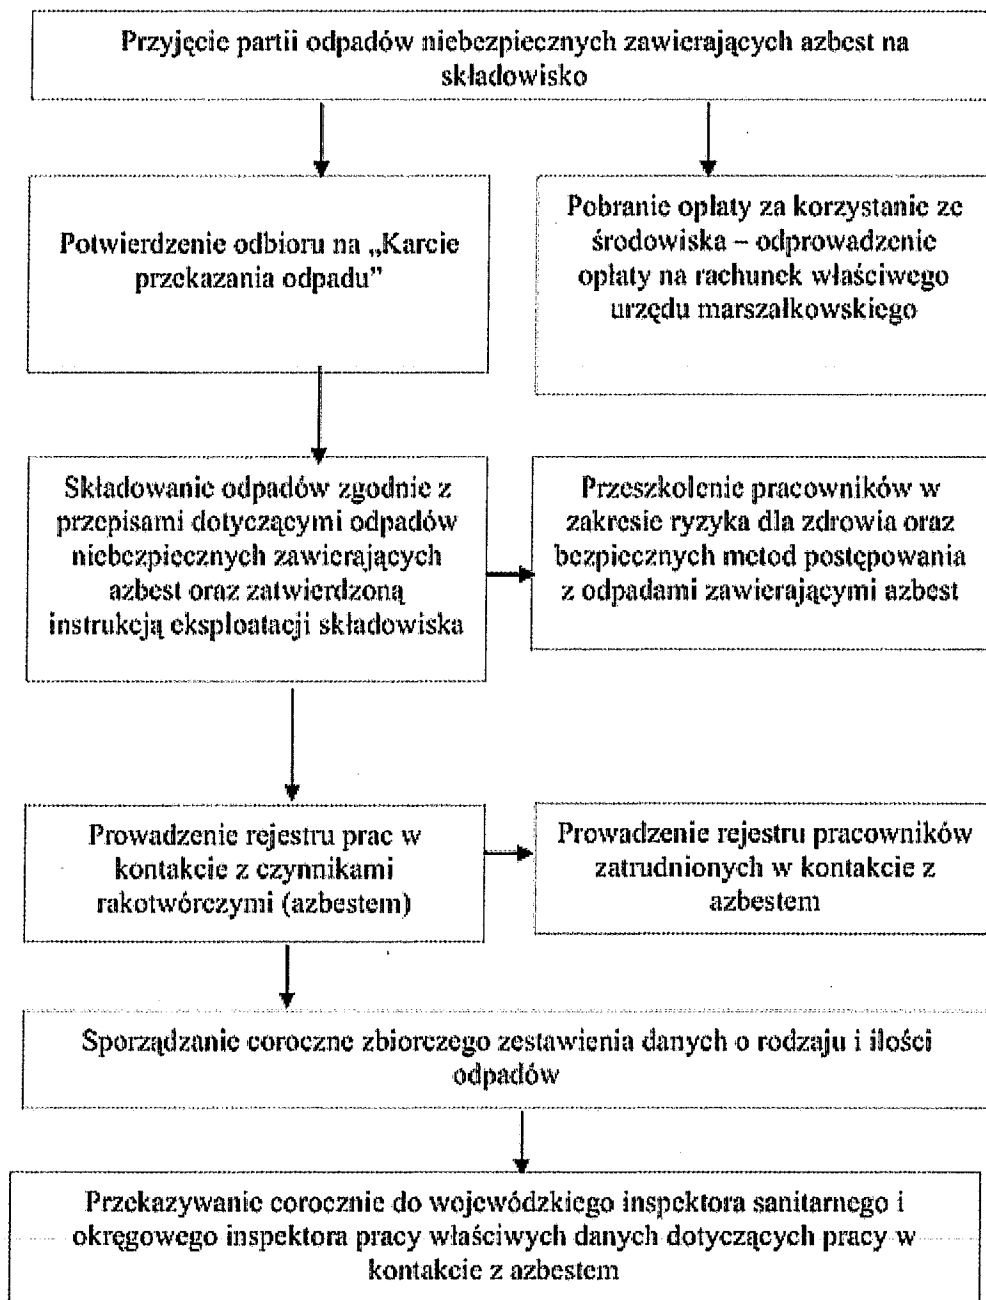 Przyjęcie partii odpadów niebezpiecznych zawierających azbest na
składowisko
Potwierdzenie odbioru na „Karcie
przekazania odpadu”
Pobranie opłaty za korzystanie ze
środowiska – odprowadzenie
opłaty na rachunek właściwego
urzędu marszałkowskiego
Składowanie odpadów zgodnie z
przepisami dotyczącymi odpadów
niebezpiecznych zawierających
azbest oraz zatwierdzoną
instrukcją eksploatacji składowiska
Przeszkolenie pracowników w
zakresie ryzyka dla zdrowia oraz
bezpiecznych metod postępowania
z odpadami zawierającymi azbest
Prowadzenie rejestru prac w
kontakcie z czynnikami
rakotwórczymi (azbestem)
Prowadzenie rejestru pracowników
zatrudnionych w kontakcie z
azbestem
Sporządzanie coroczne zbiorczego zestawienia danych o rodzaju i ilości
odpadów
Przekazywanie corocznie do wojewódzkiego inspektora sanitarnego i
okręgowego inspektora pracy właściwych danych dotyczących pracy w
kontakcie z azbestem